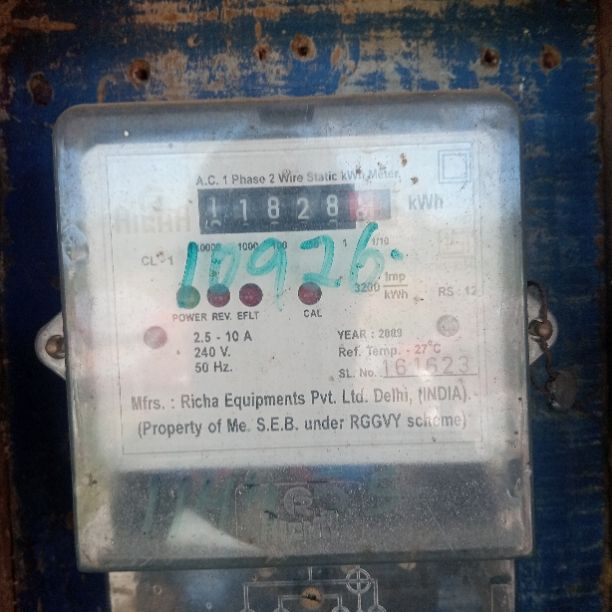 A.C. 1 Phase 2 Wire Static kWh Meter.
11828 kWh
10000 1000 1 1/10
CL - 1
10926.
3200 Imp/kWh
RS : 12
POWER REV. EFLT CAL
2.5 - 10 A
240 V.
50 Hz.
YEAR : 2009
Ref. Temp. - 27°C
SL. No. 161623
Mfrs. : Richa Equipments Pvt. Ltd. Delhi, (INDIA).
(Property of Me. S.E.B. under RGGVY scheme)